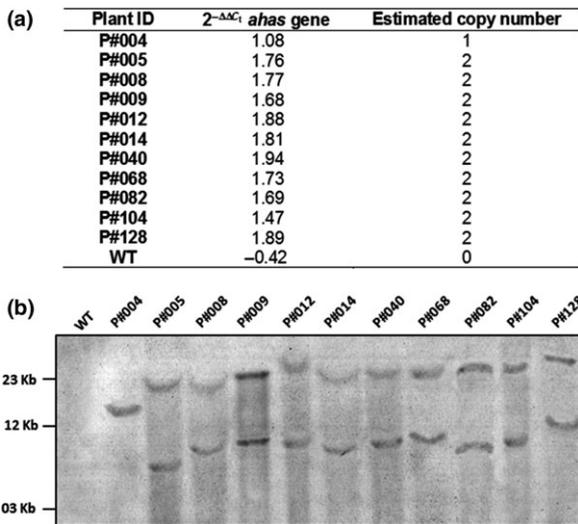 (a)
Plant ID 2−ΔΔCt ahas gene Estimated copy number
P#004 1.08 1
P#005 1.76 2
P#008 1.77 2
P#009 1.68 2
P#012 1.88 2
P#014 1.81 2
P#040 1.94 2
P#068 1.73 2
P#082 1.69 2
P#104 1.47 2
P#128 1.89 2
WT −0.42 0
(b)
WT P#004 P#005 P#008 P#009 P#012 P#014 P#040 P#068 P#082 P#104 P#128
23 Kb
12 Kb
03 Kb